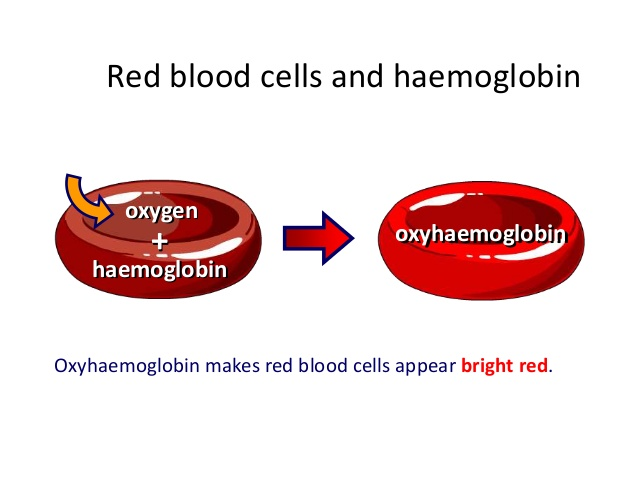 Red blood cells and haemoglobin
oxygen
+
haemoglobin
oxyhaemoglobin
Oxyhaemoglobin makes red blood cells appear bright red.